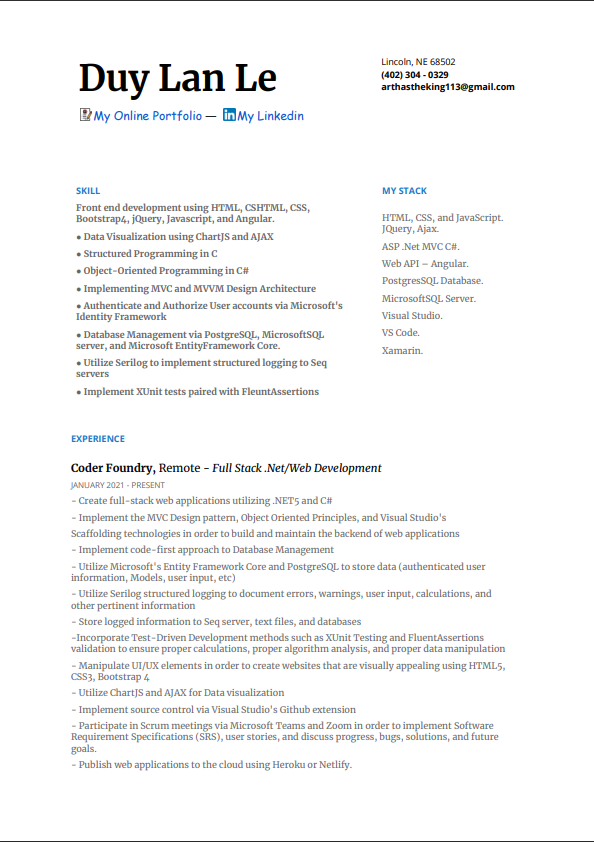 Duy Lan Le
Lincoln, NE 68502
(402) 304 - 0329
arthastheking113@gmail.com
My Online Portfolio — My Linkedin
SKILL
Front end development using HTML, CSHTML, CSS,
Bootstrap4, jQuery, Javascript, and Angular.
● Data Visualization using ChartJS and AJAX
● Structured Programming in C
● Object-Oriented Programming in C#
● Implementing MVC and MVVM Design Architecture
● Authenticate and Authorize User accounts via Microsoft's
Identity Framework
● Database Management via PostgreSQL, MicrosoftSQL
server, and Microsoft EntityFramework Core.
● Utilize Serilog to implement structured logging to Seq
servers
● Implement XUnit tests paired with FleuntAssertions
MY STACK
HTML, CSS, and JavaScript.
JQuery, Ajax.
ASP .Net MVC C#.
Web API – Angular.
PostgresSQL Database.
MicrosoftSQL Server.
Visual Studio.
VS Code.
Xamarin.
EXPERIENCE
Coder Foundry, Remote - Full Stack .Net/Web Development
JANUARY 2021 - PRESENT
- Create full-stack web applications utilizing .NET5 and C#
- Implement the MVC Design pattern, Object Oriented Principles, and Visual Studio's
Scaffolding technologies in order to build and maintain the backend of web applications
- Implement code-first approach to Database Management
- Utilize Microsoft's Entity Framework Core and PostgreSQL to store data (authenticated user
information, Models, user input, etc)
- Utilize Serilog structured logging to document errors, warnings, user input, calculations, and
other pertinent information
- Store logged information to Seq server, text files, and databases
-Incorporate Test-Driven Development methods such as XUnit Testing and FluentAssertions
validation to ensure proper calculations, proper algorithm analysis, and proper data manipulation
- Manipulate UI/UX elements in order to create websites that are visually appealing using HTML5,
CSS3, Bootstrap 4
- Utilize ChartJS and AJAX for Data visualization
- Implement source control via Visual Studio's Github extension
- Participate in Scrum meetings via Microsoft Teams and Zoom in order to implement Software
Requirement Specifications (SRS), user stories, and discuss progress, bugs, solutions, and future
goals.
- Publish web applications to the cloud using Heroku or Netlify.